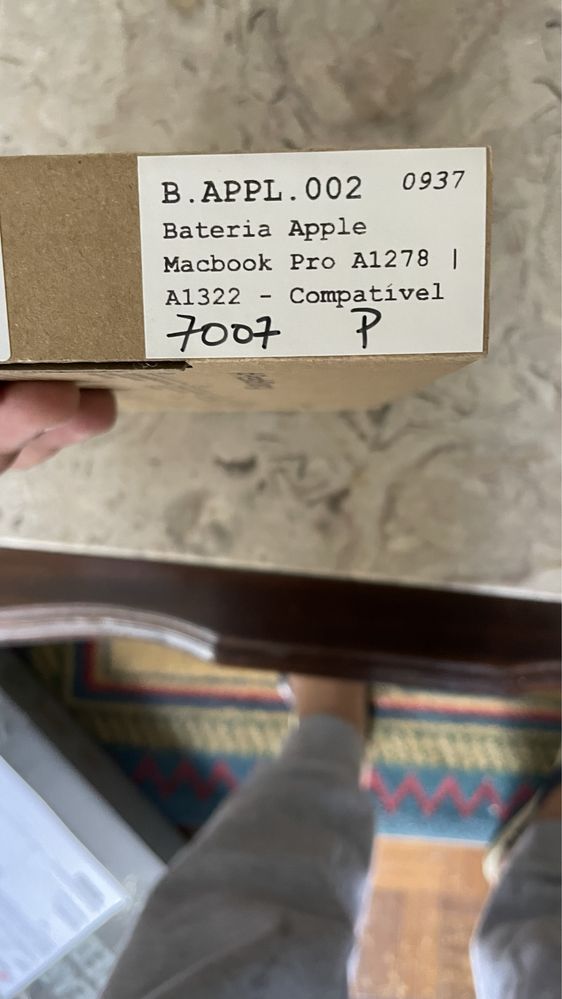 B.APPL.002 0937
Bateria Apple
Macbook Pro A1278 |
A1322 - Compatível
7007 P